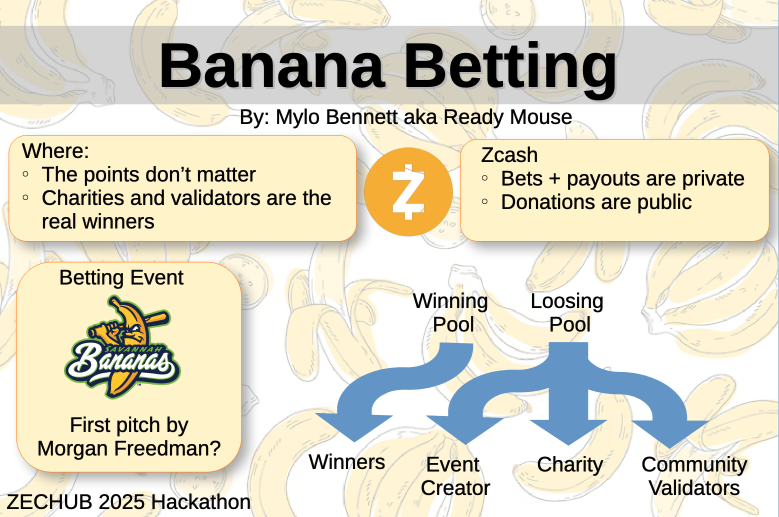 Banana Betting
By: Mylo Bennett aka Ready Mouse
Where:
◦ The points don’t matter
◦ Charities and validators are the
real winners
Zcash
◦ Bets + payouts are private
◦ Donations are public
Betting Event
SAVANNAH
Bananas
First pitch by
Morgan Freedman?
Winning
Pool
Loosing
Pool
Winners
Event
Creator
Charity
Community
Validators
ZECHUB 2025 Hackathon